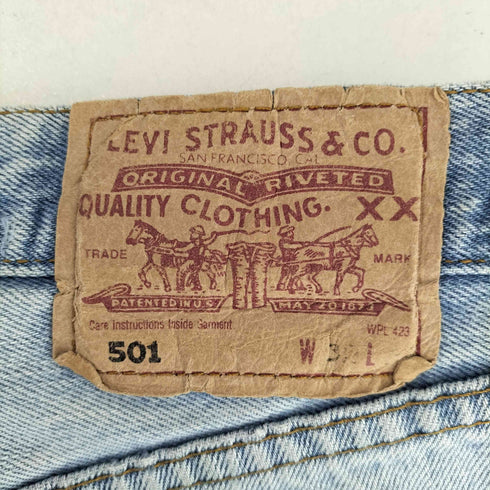 LEVI STRAUSS & CO.
SAN FRANCISCO, CAL
ORIGINAL RIVETED
QUALITY CLOTHING. XX
TRADE MARK
PATENTED IN U.S. MAY 20 1873
Care Instructions Inside Garment WPL 423
501 W L